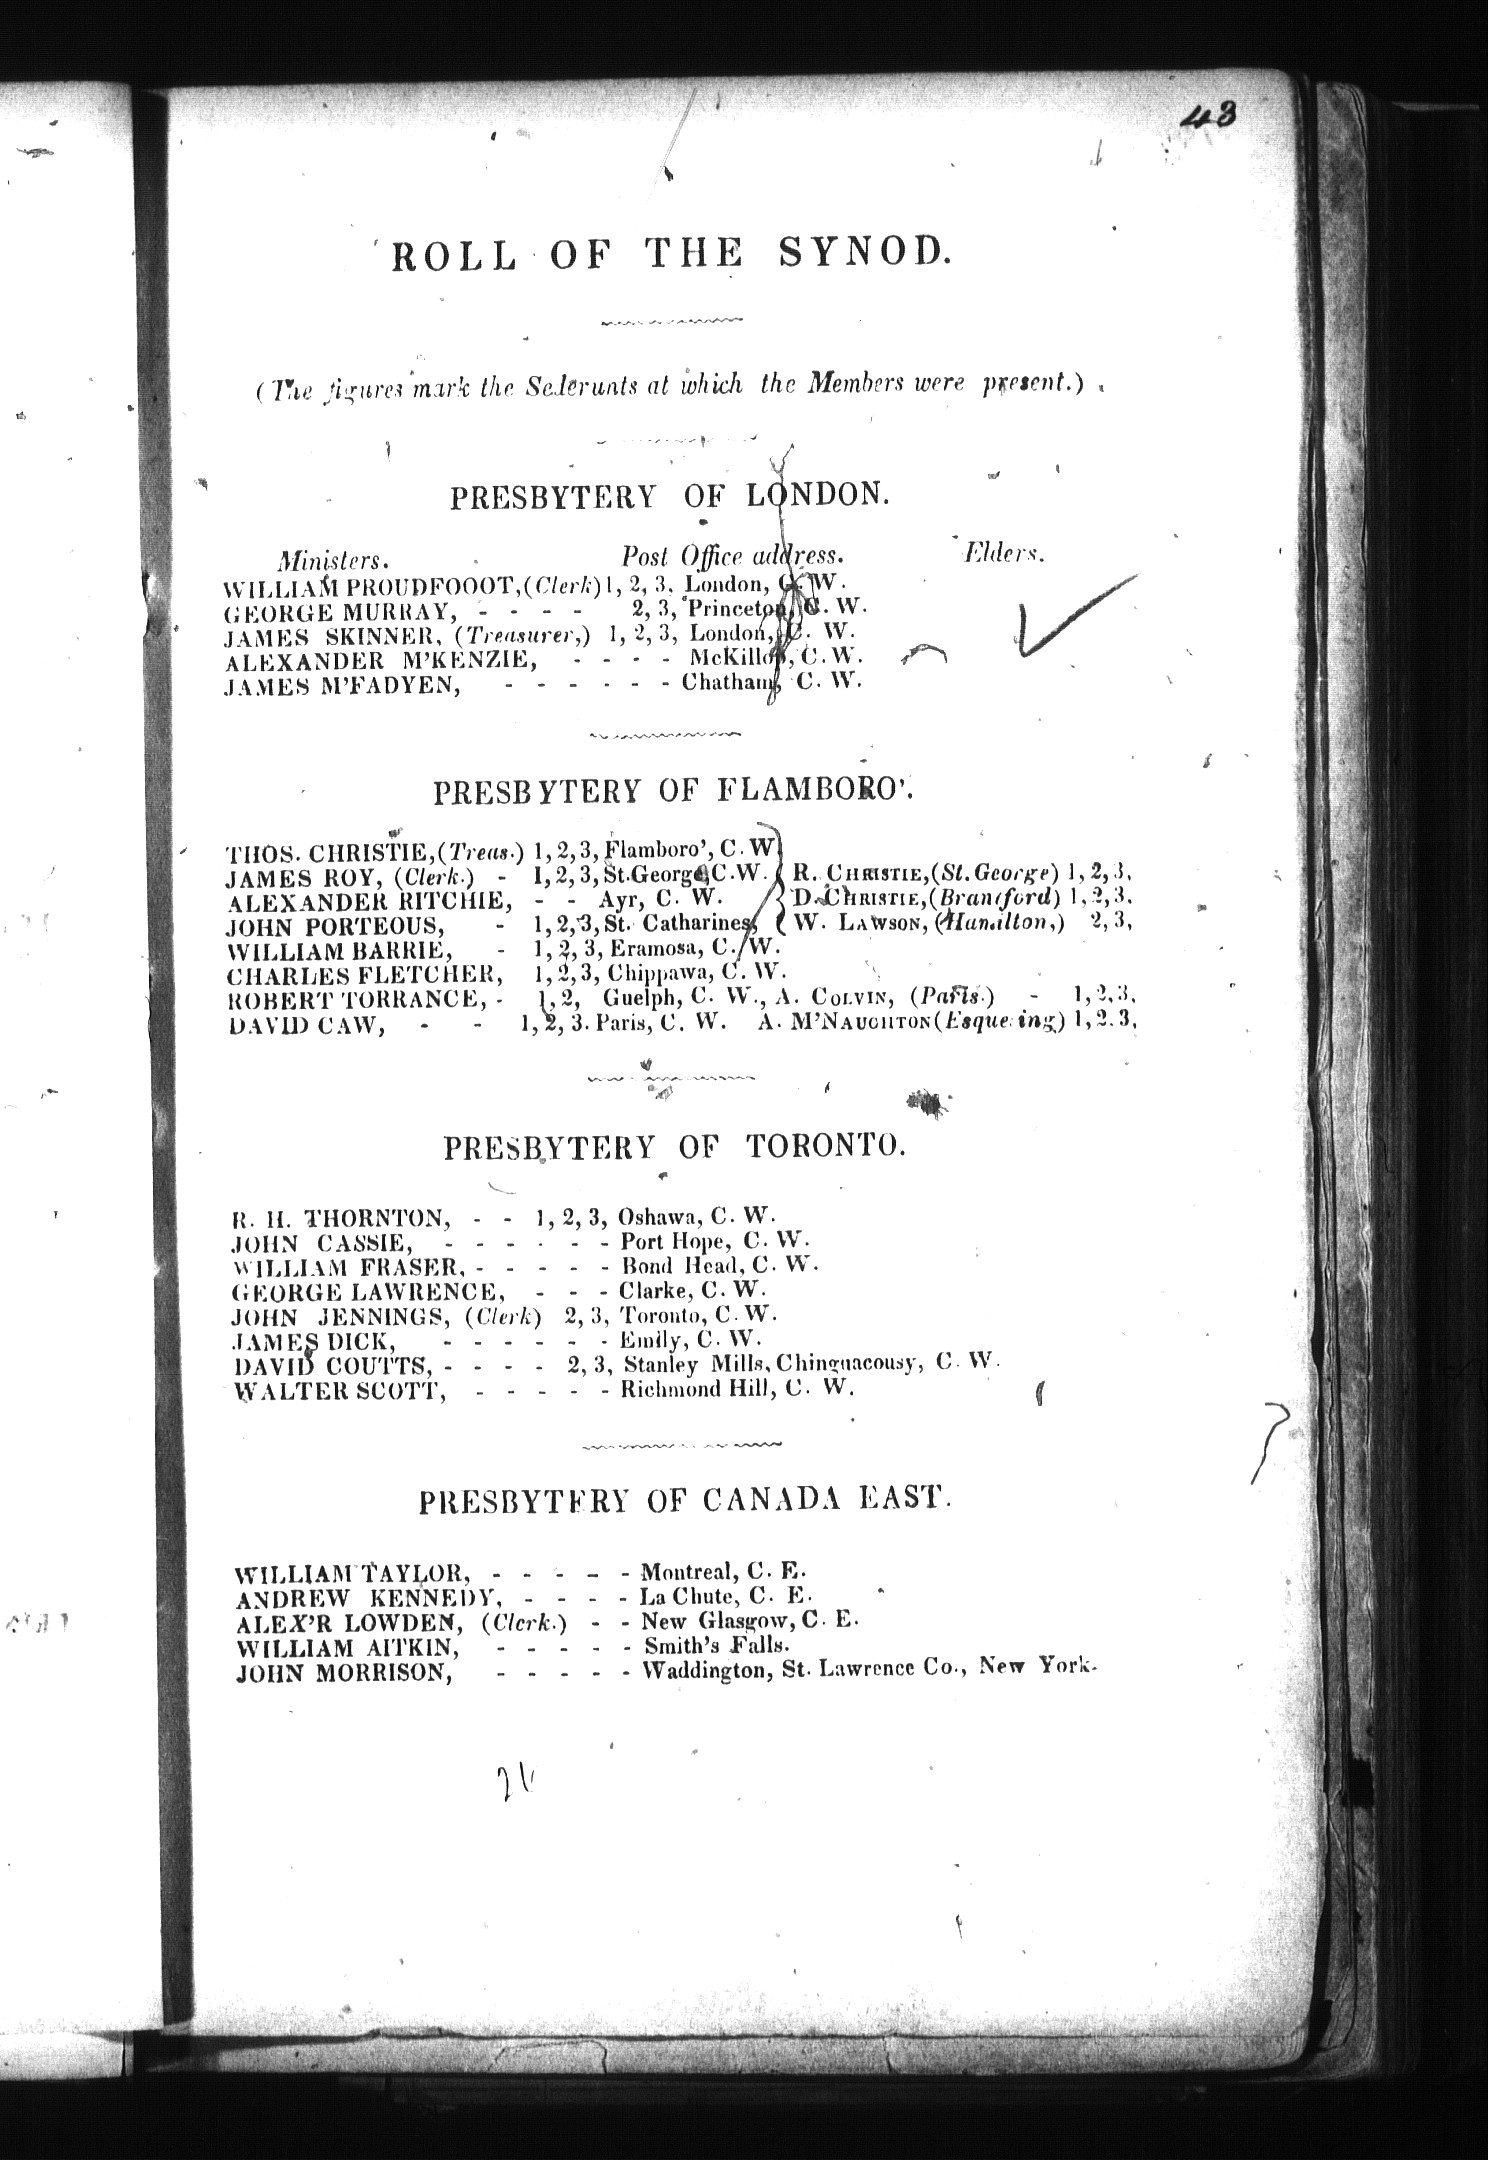 43
ROLL OF THE SYNOD.
(The figures mark the Sederunts at which the Members were present.)
PRESBYTERY OF LONDON.
Ministers. Post Office address. Elders.
WILLIAM PROUDFOOOT, (Clerk) 1, 2, 3, London, C. W.
GEORGE MURRAY, - - - - 2, 3, Princeton, C. W.
JAMES SKINNER, (Treasurer,) 1, 2, 3, London, C. W.
ALEXANDER M'KENZIE, - - - - McKillop, C. W.
JAMES M'FADYEN, - - - - - - Chatham, C. W.
PRESBYTERY OF FLAMBORO'.
THOS. CHRISTIE, (Treas.) 1, 2, 3, Flamboro', C. W
JAMES ROY, (Clerk.) - 1, 2, 3, St. George, C. W. R. CHRISTIE, (St. George) 1, 2, 3,
ALEXANDER RITCHIE, - - Ayr, C. W. D. CHRISTIE, (Brantford) 1, 2, 3,
JOHN PORTEOUS, - 1, 2, 3, St. Catharines, W. LAWSON, (Hamilton,) 2, 3,
WILLIAM BARRIE, - 1, 2, 3, Eramosa, C. W.
CHARLES FLETCHER, 1, 2, 3, Chippawa, C. W.
ROBERT TORRANCE, - 1, 2, Guelph, C. W., A. COLVIN, (Paris.) - 1, 2, 3,
DAVID CAW, - - 1, 2, 3. Paris, C. W. A. M'NAUGHTON (Esquesing) 1, 2, 3,
PRESBYTERY OF TORONTO.
R. H. THORNTON, - - 1, 2, 3, Oshawa, C. W.
JOHN CASSIE, - - - - - - Port Hope, C. W.
WILLIAM FRASER, - - - - - Bond Head, C. W.
GEORGE LAWRENCE, - - - Clarke, C. W.
JOHN JENNINGS, (Clerk) 2, 3, Toronto, C. W.
JAMES DICK, - - - - - - Emily, C. W.
DAVID COUTTS, - - - - 2, 3, Stanley Mills, Chinguacousy, C. W.
WALTER SCOTT, - - - - - Richmond Hill, C. W.
PRESBYTERY OF CANADA EAST.
WILLIAM TAYLOR, - - - - - Montreal, C. E.
ANDREW KENNEDY, - - - - La Chute, C. E.
ALEX'R LOWDEN, (Clerk.) - - New Glasgow, C. E.
WILLIAM AITKIN, - - - - - Smith's Falls.
JOHN MORRISON, - - - - - Waddington, St. Lawrence Co., New York.